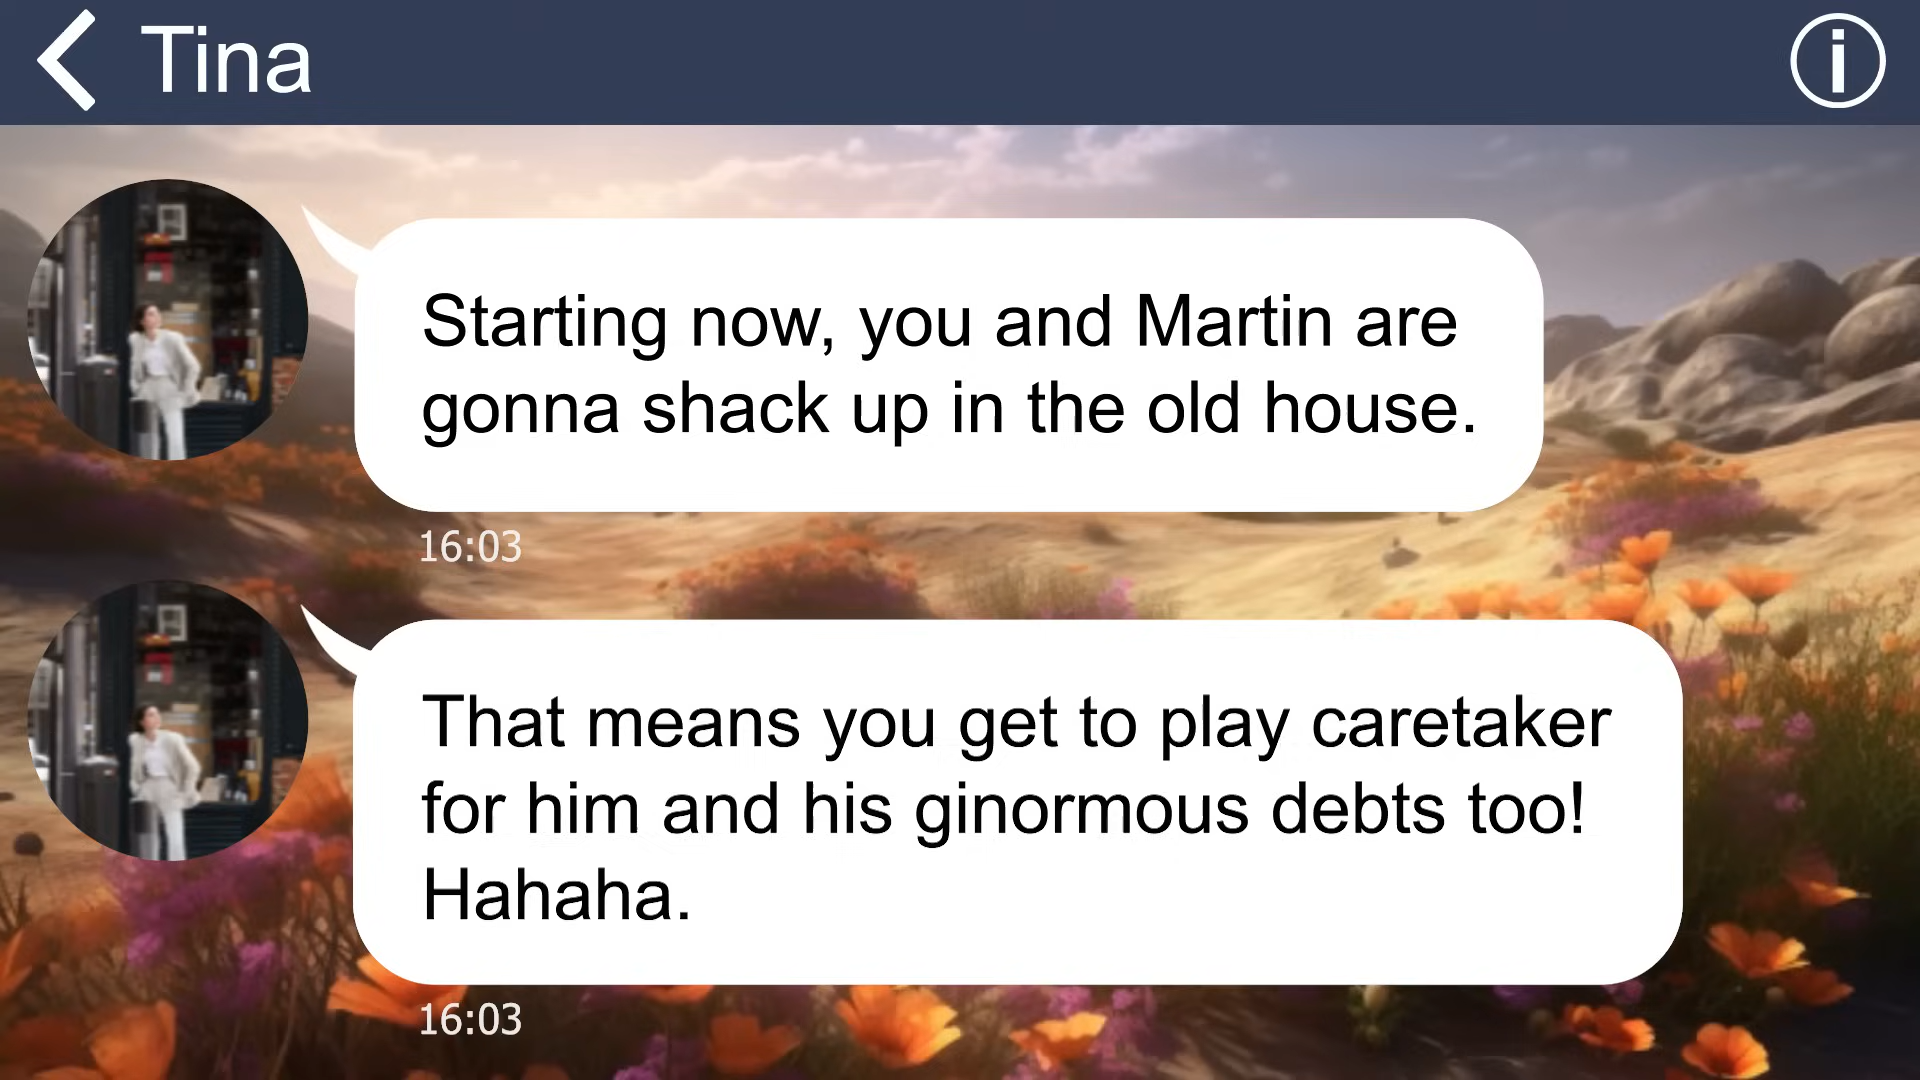 Tina
Starting now, you and Martin are
gonna shack up in the old house.
16:03
That means you get to play caretaker
for him and his ginormous debts too!
Hahaha.
16:03